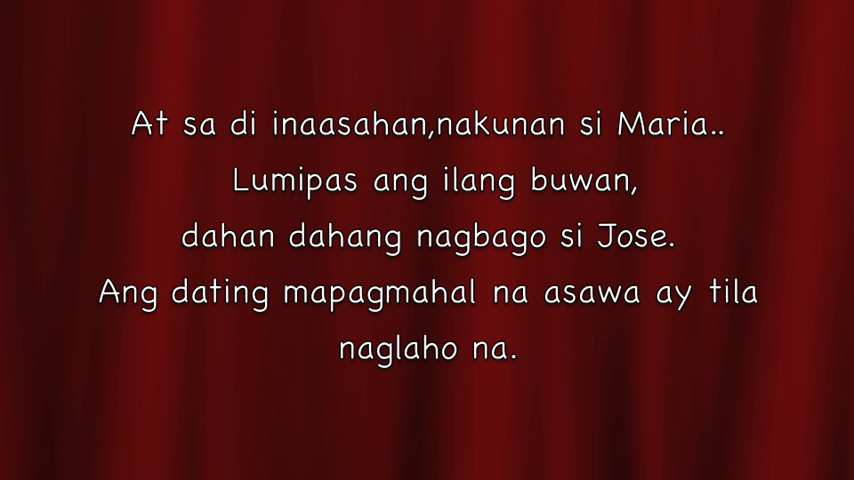 At sa di inaasahan,nakunan si Maria..
Lumipas ang ilang buwan,
dahan dahang nagbago si Jose.
Ang dating mapagmahal na asawa ay tila
naglaho na.